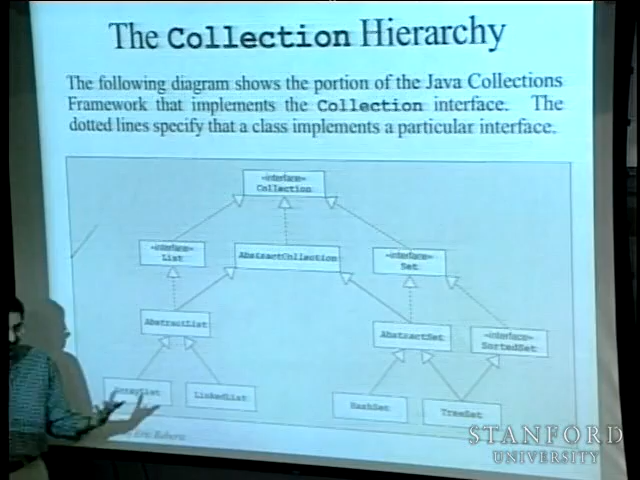 The Collection Hierarchy
The following diagram shows the portion of the Java Collections
Framework that implements the Collection interface. The
dotted lines specify that a class implements a particular interface.
«interface»
Collection
«interface»
List
AbstractCollection
«interface»
Set
AbstractList
AbstractSet
«interface»
SortedSet
ArrayList
LinkedList
HashSet
TreeSet
Eric Roberts
STANFORD
UNIVERSITY